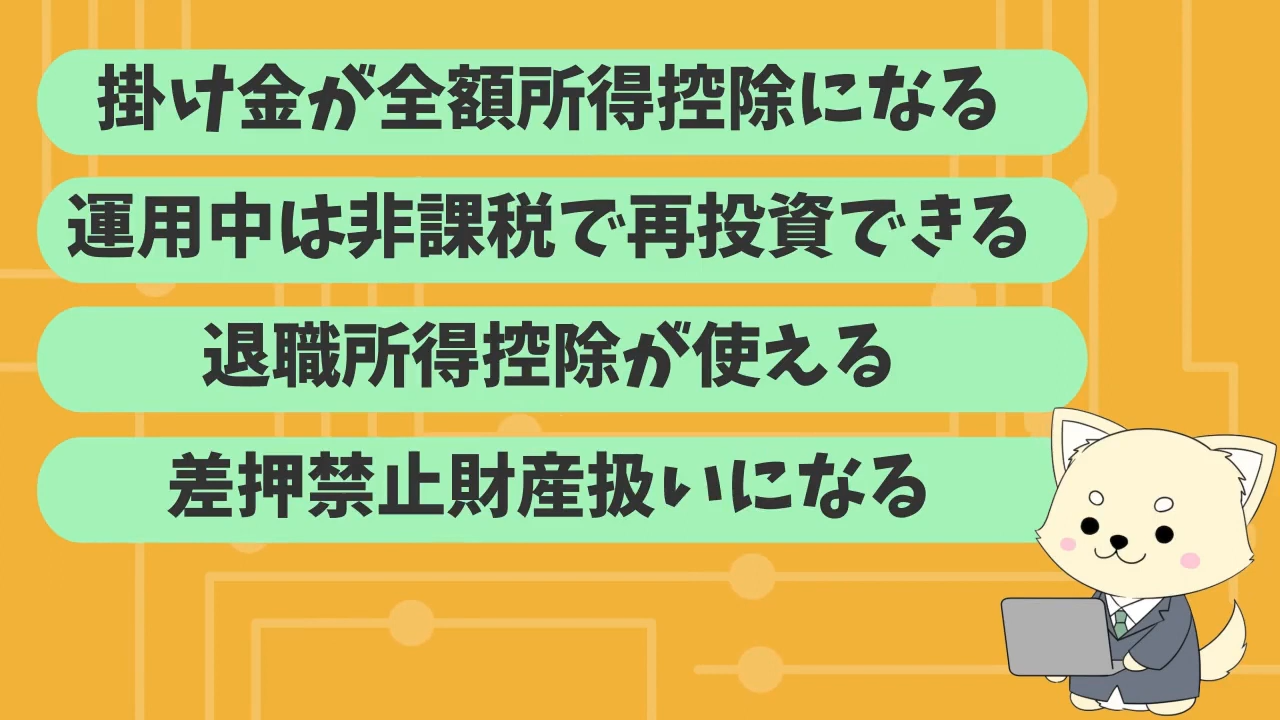 掛け金が全額所得控除になる
運用中は非課税で再投資できる
退職所得控除が使える
差押禁止財産扱いになる